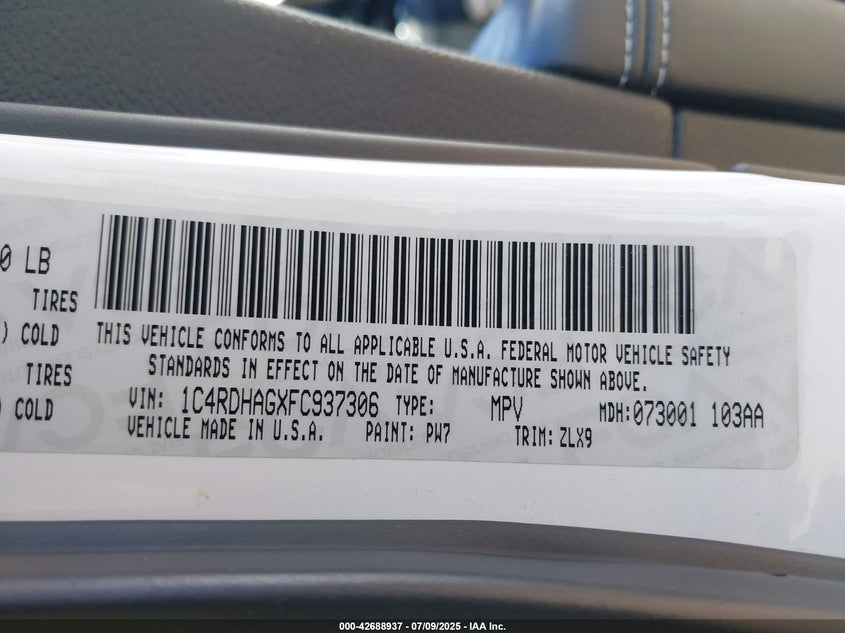 0 LB
TIRES
) COLD
TIRES
) COLD
THIS VEHICLE CONFORMS TO ALL APPLICABLE U.S.A. FEDERAL MOTOR VEHICLE SAFETY
STANDARDS IN EFFECT ON THE DATE OF MANUFACTURE SHOWN ABOVE.
VIN: 1C4RDHAGXFC937306 TYPE: MPV MDH:073001 103AA
VEHICLE MADE IN U.S.A. PAINT: PW7 TRIM: ZLX9
000-42688937 - 07/09/2025 - IAA Inc.